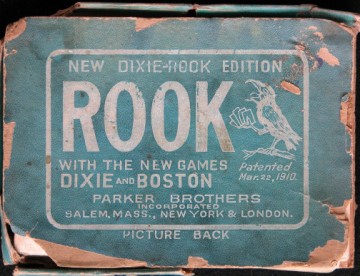 NEW DIXIE-ROOK EDITION
ROOK
WITH THE NEW GAMES
DIXIE AND BOSTON
Patented
Mar. 22, 1910.
PARKER BROTHERS
INCORPORATED
SALEM, MASS., NEW YORK & LONDON.
PICTURE BACK